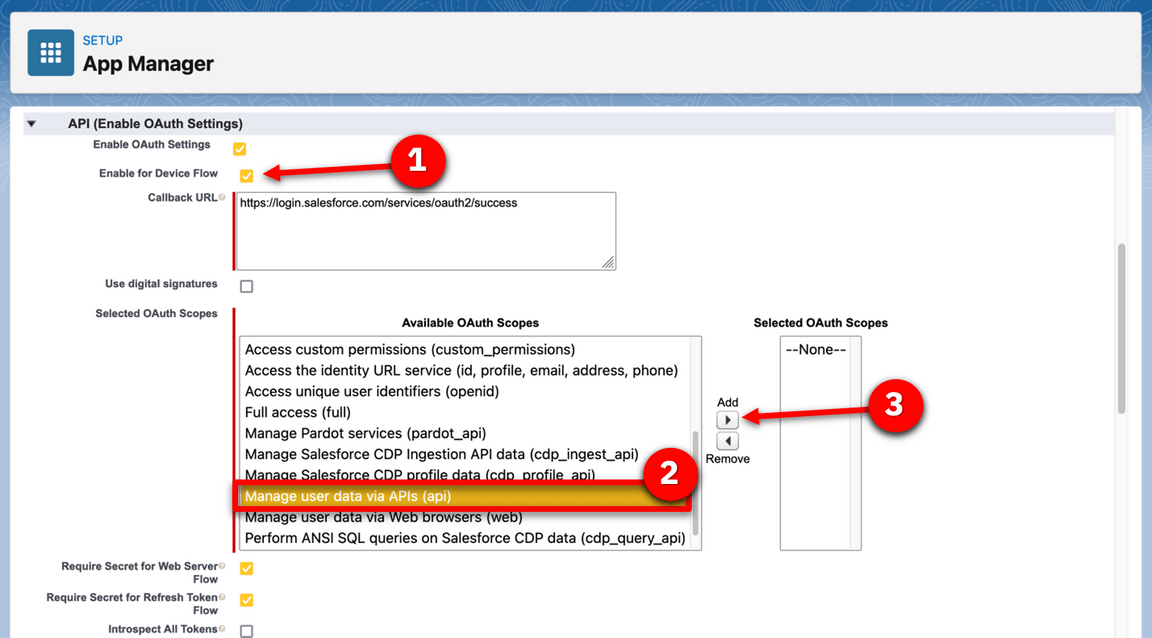 SETUP
App Manager
API (Enable OAuth Settings)
Enable OAuth Settings
1
Enable for Device Flow
Callback URL
https://login.salesforce.com/services/oauth2/success
Use digital signatures
Selected OAuth Scopes
Available OAuth Scopes
Selected OAuth Scopes
Access custom permissions (custom_permissions)
Access the identity URL service (id, profile, email, address, phone)
Access unique user identifiers (openid)
Full access (full)
Manage Pardot services (pardot_api)
Manage Salesforce CDP Ingestion API data (cdp_ingest_api)
Manage Salesforce CDP profile data (cdp_profile_api)
Manage user data via APIs (api)
Manage user data via Web browsers (web)
Perform ANSI SQL queries on Salesforce CDP data (cdp_query_api)
2
Add
Remove
--None--
3
Require Secret for Web Server
Flow
Require Secret for Refresh Token
Flow
Introspect All Tokens